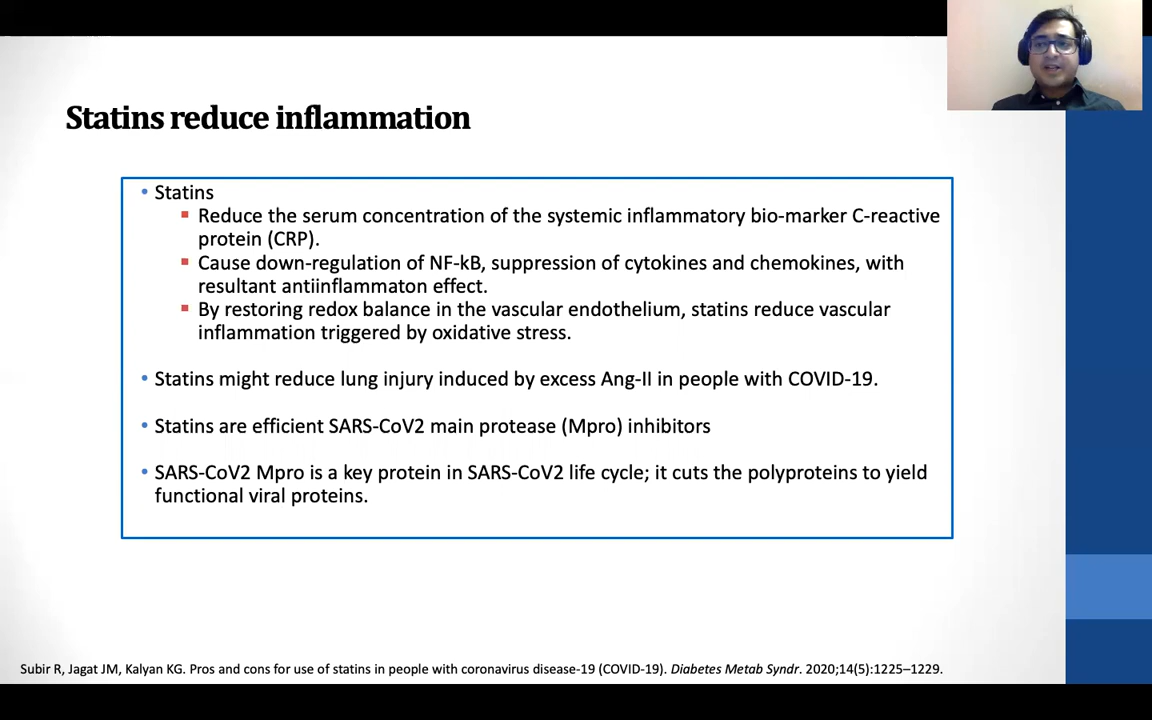 Statins reduce inflammation
• Statins
▪ Reduce the serum concentration of the systemic inflammatory bio-marker C-reactive
protein (CRP).
▪ Cause down-regulation of NF-kB, suppression of cytokines and chemokines, with
resultant antiinflammaton effect.
▪ By restoring redox balance in the vascular endothelium, statins reduce vascular
inflammation triggered by oxidative stress.
• Statins might reduce lung injury induced by excess Ang-II in people with COVID-19.
• Statins are efficient SARS-CoV2 main protease (Mpro) inhibitors
• SARS-CoV2 Mpro is a key protein in SARS-CoV2 life cycle; it cuts the polyproteins to yield
functional viral proteins.
Subir R, Jagat JM, Kalyan KG. Pros and cons for use of statins in people with coronavirus disease-19 (COVID-19). Diabetes Metab Syndr. 2020;14(5):1225–1229.